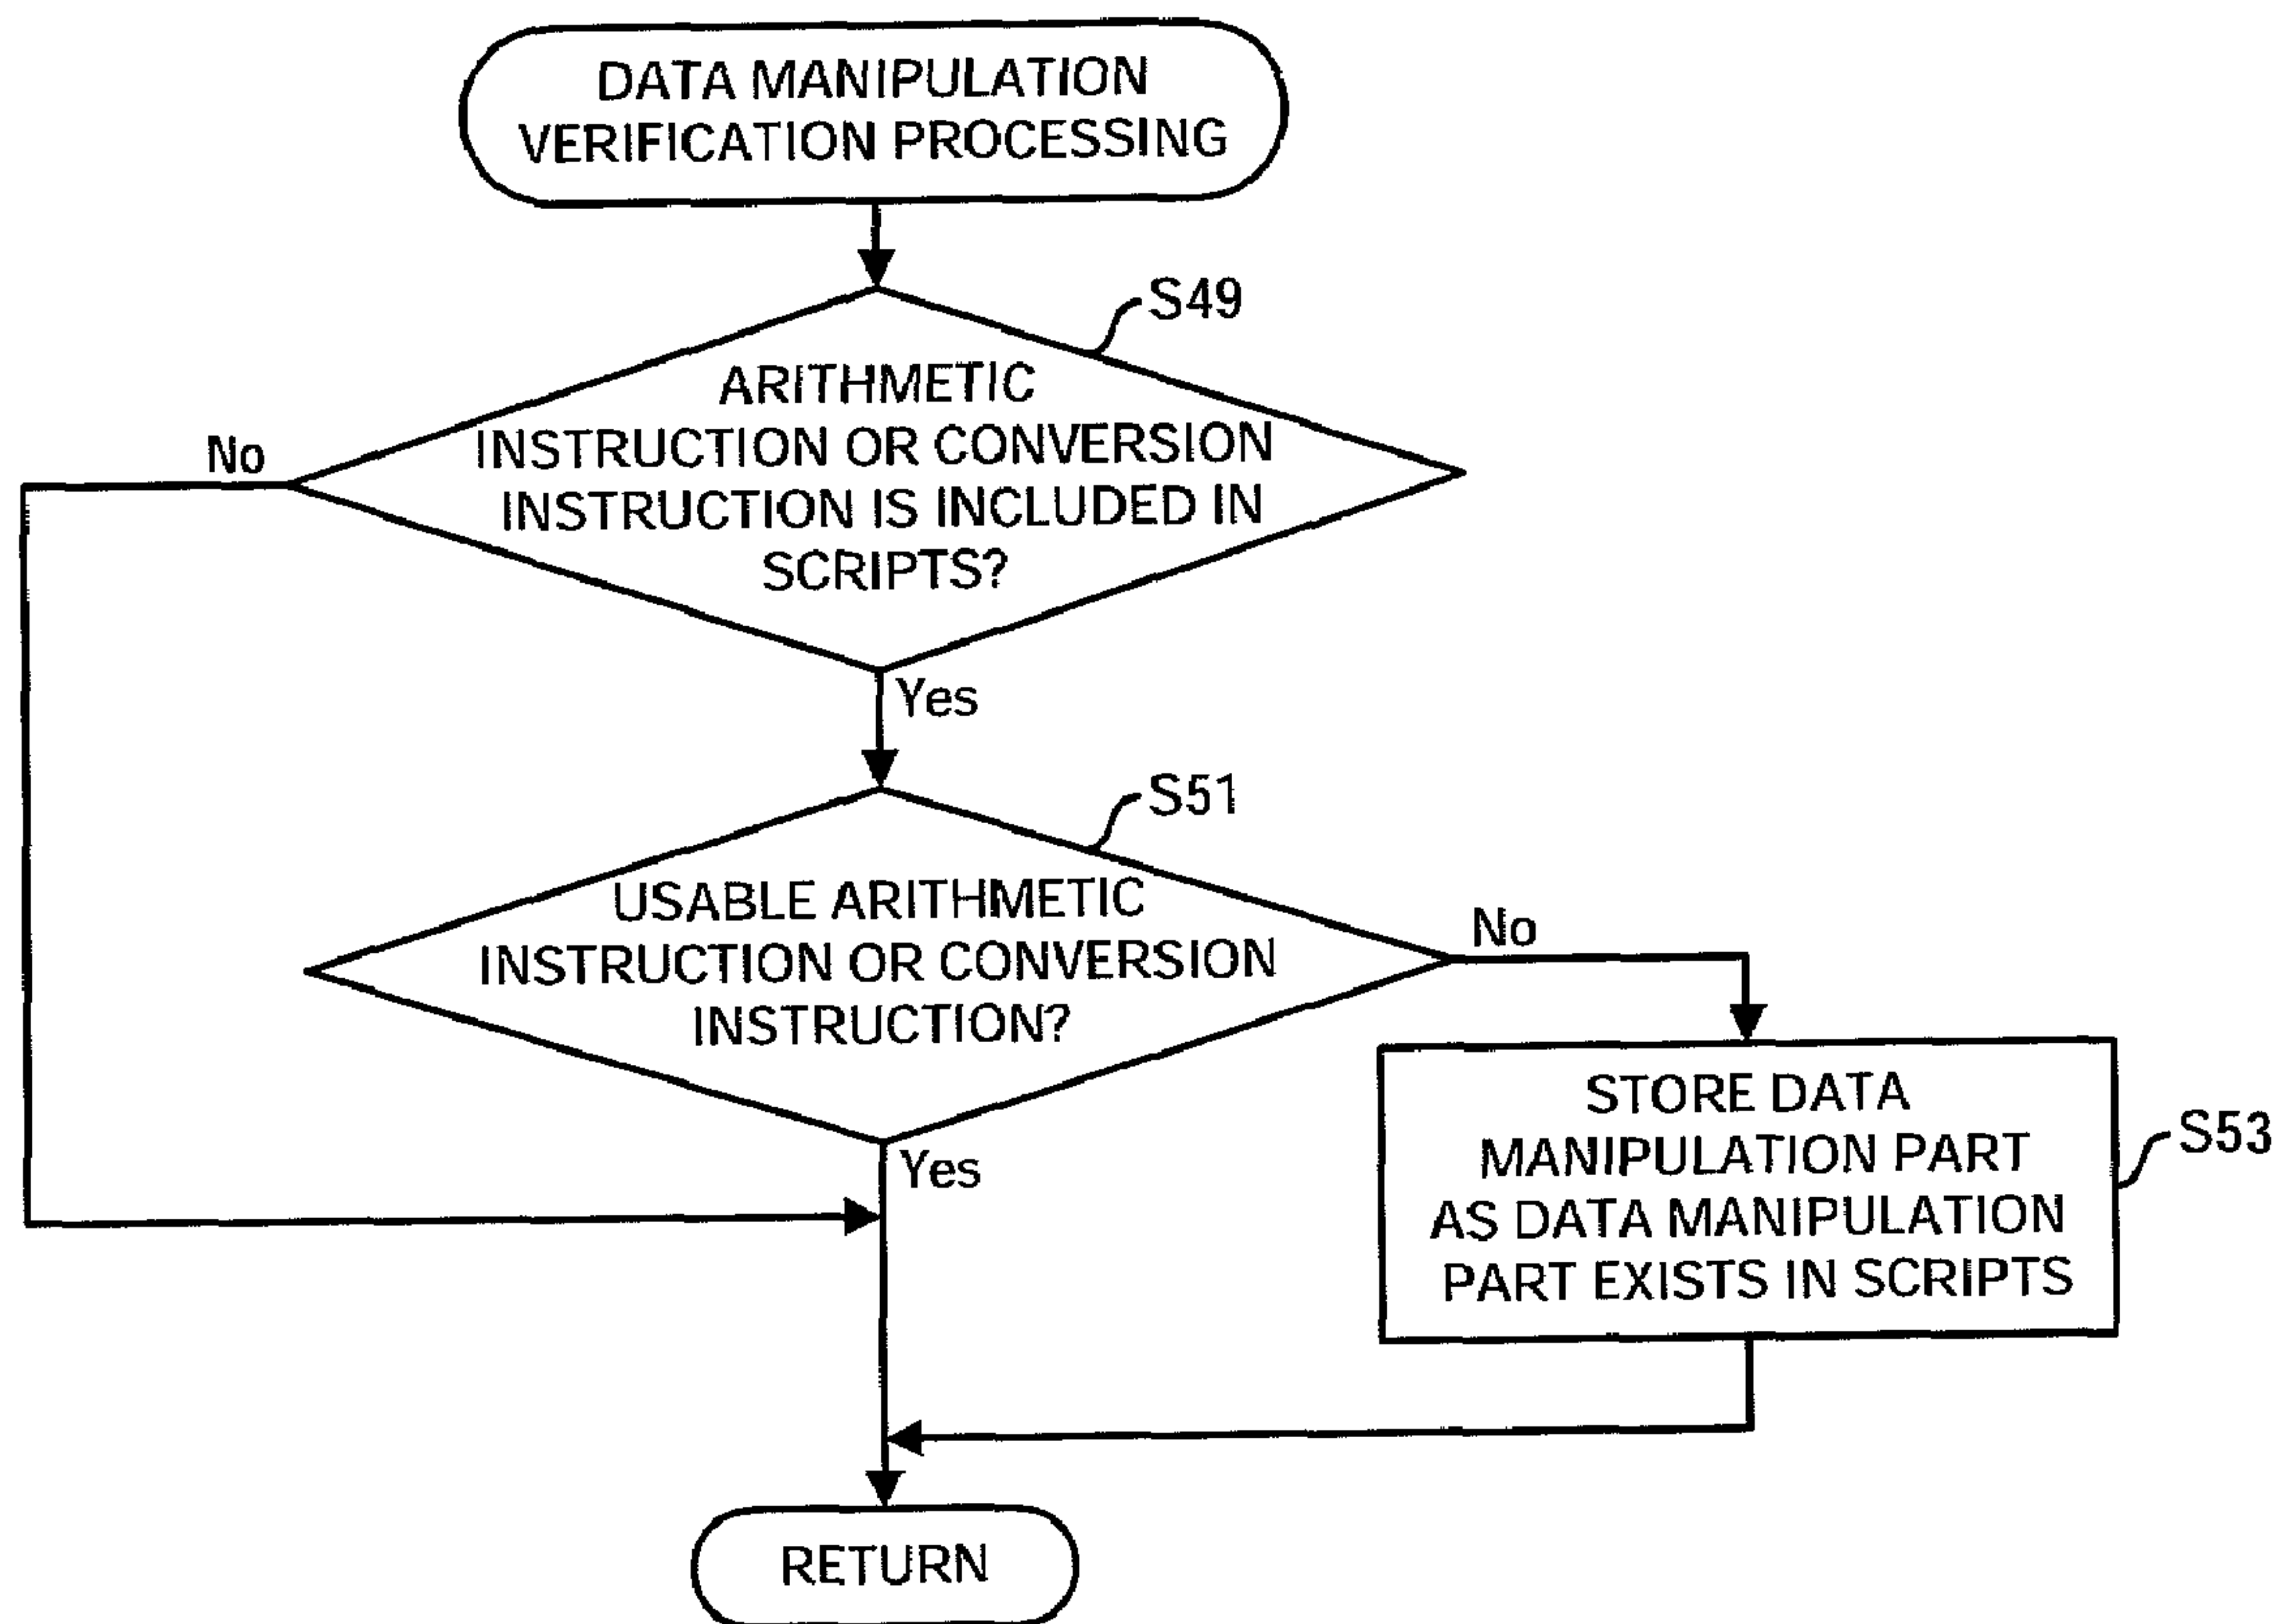 DATA MANIPULATION
VERIFICATION PROCESSING
S49
ARITHMETIC
INSTRUCTION OR CONVERSION
INSTRUCTION IS INCLUDED IN
SCRIPTS?
No
Yes
S51
USABLE ARITHMETIC
INSTRUCTION OR CONVERSION
INSTRUCTION?
No
Yes
STORE DATA
MANIPULATION PART
AS DATA MANIPULATION
PART EXISTS IN SCRIPTS
S53
RETURN